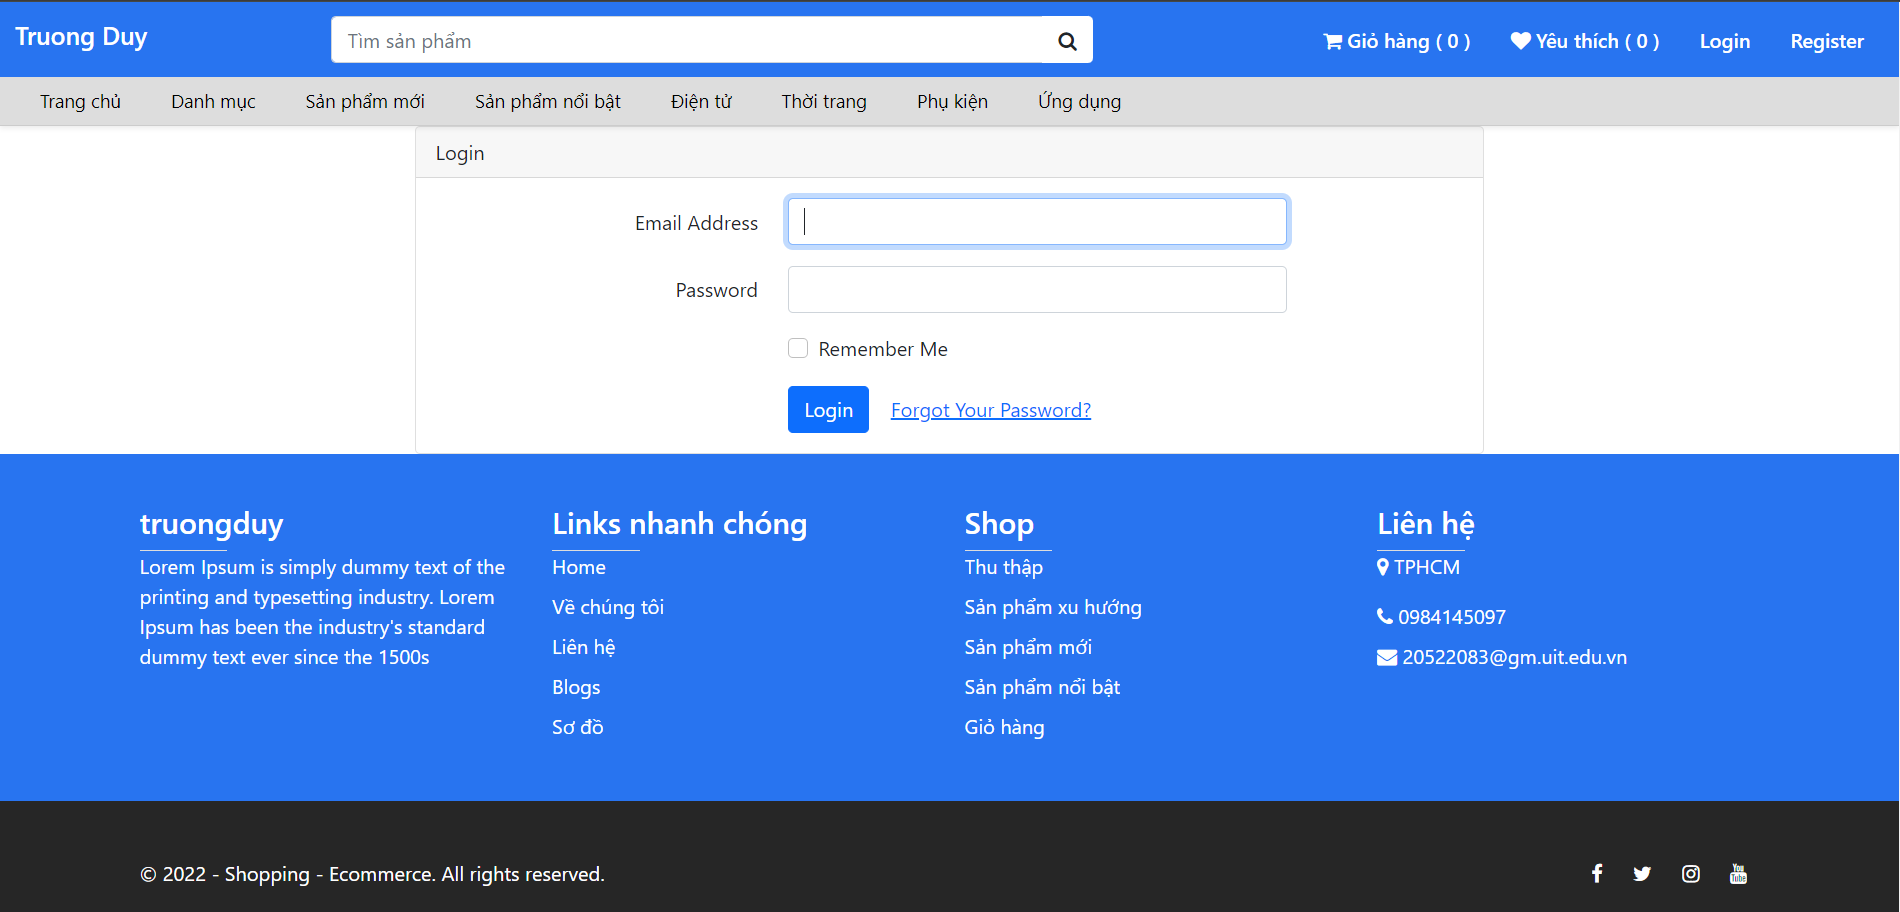 Truong Duy
Tìm sản phẩm
Giỏ hàng ( 0 )
Yêu thích ( 0 )
Login
Register
Trang chủ
Danh mục
Sản phẩm mới
Sản phẩm nổi bật
Điện tử
Thời trang
Phụ kiện
Ứng dụng
Login
Email Address
Password
Remember Me
Login
Forgot Your Password?
truongduy
Lorem Ipsum is simply dummy text of the
printing and typesetting industry. Lorem
Ipsum has been the industry's standard
dummy text ever since the 1500s
Links nhanh chóng
Home
Về chúng tôi
Liên hệ
Blogs
Sơ đồ
Shop
Thu thập
Sản phẩm xu hướng
Sản phẩm mới
Sản phẩm nổi bật
Giỏ hàng
Liên hệ
TPHCM
0984145097
20522083@gm.uit.edu.vn
© 2022 - Shopping - Ecommerce. All rights reserved.
You
Tube